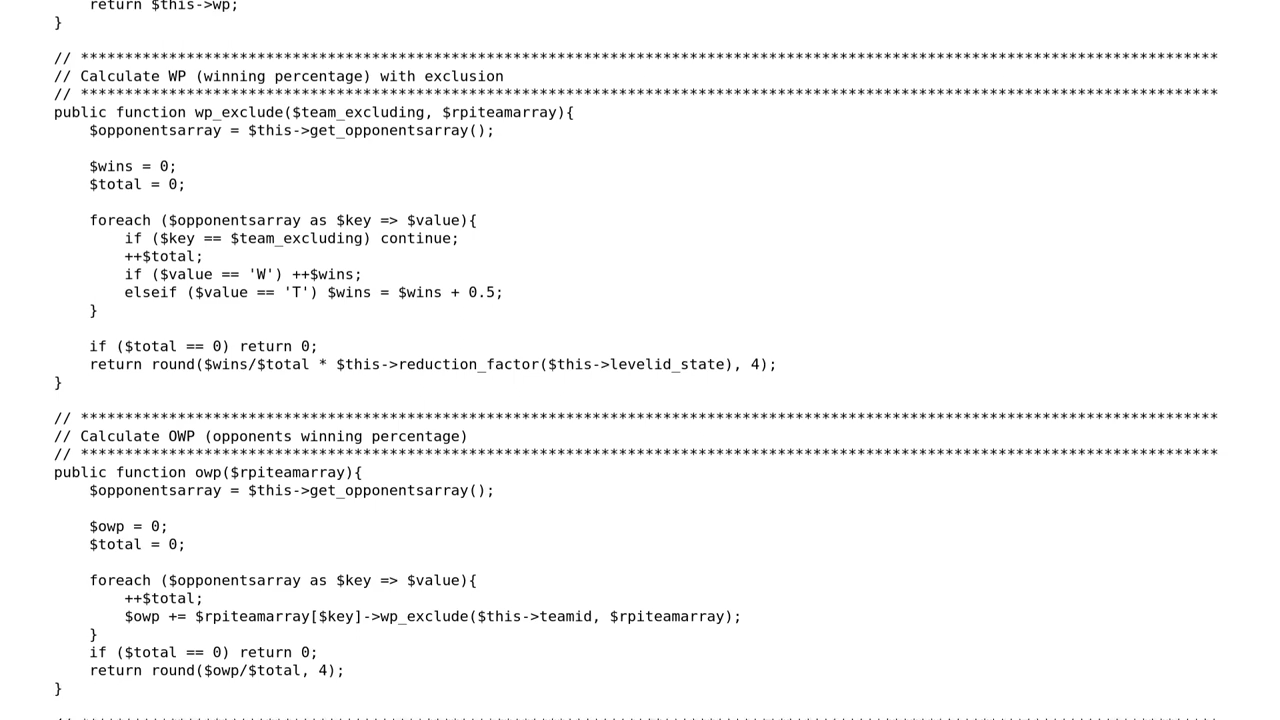 return $this->wp;
}
// *********************************************************************************************************************************
// Calculate WP (winning percentage) with exclusion
// *********************************************************************************************************************************
public function wp_exclude($team_excluding, $rpiteamarray){
$opponentsarray = $this->get_opponentsarray();
$wins = 0;
$total = 0;
foreach ($opponentsarray as $key => $value){
if ($key == $team_excluding) continue;
++$total;
if ($value == 'W') ++$wins;
elseif ($value == 'T') $wins = $wins + 0.5;
}
if ($total == 0) return 0;
return round($wins/$total * $this->reduction_factor($this->levelid_state), 4);
}
// *********************************************************************************************************************************
// Calculate OWP (opponents winning percentage)
// *********************************************************************************************************************************
public function owp($rpiteamarray){
$opponentsarray = $this->get_opponentsarray();
$owp = 0;
$total = 0;
foreach ($opponentsarray as $key => $value){
++$total;
$owp += $rpiteamarray[$key]->wp_exclude($this->teamid, $rpiteamarray);
}
if ($total == 0) return 0;
return round($owp/$total, 4);
}